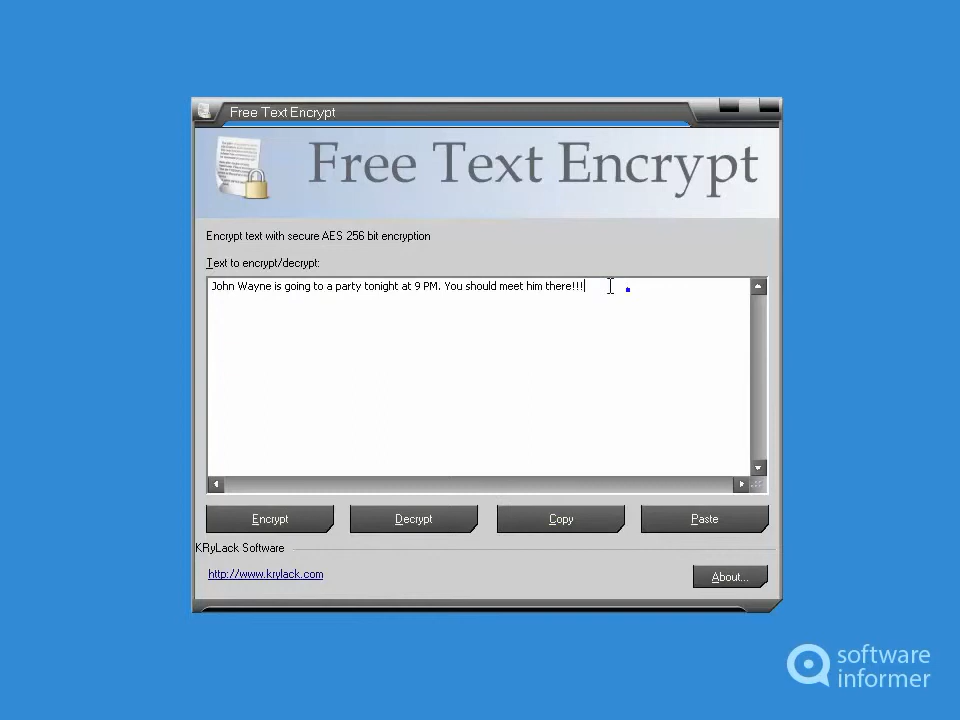 Free Text Encrypt
Free Text Encrypt
Encrypt text with secure AES 256 bit encryption
Text to encrypt/decrypt:
John Wayne is going to a party tonight at 9 PM. You should meet him there!!!
Encrypt Decrypt Copy Paste
KRyLack Software
http://www.krylack.com
About...
software
informer